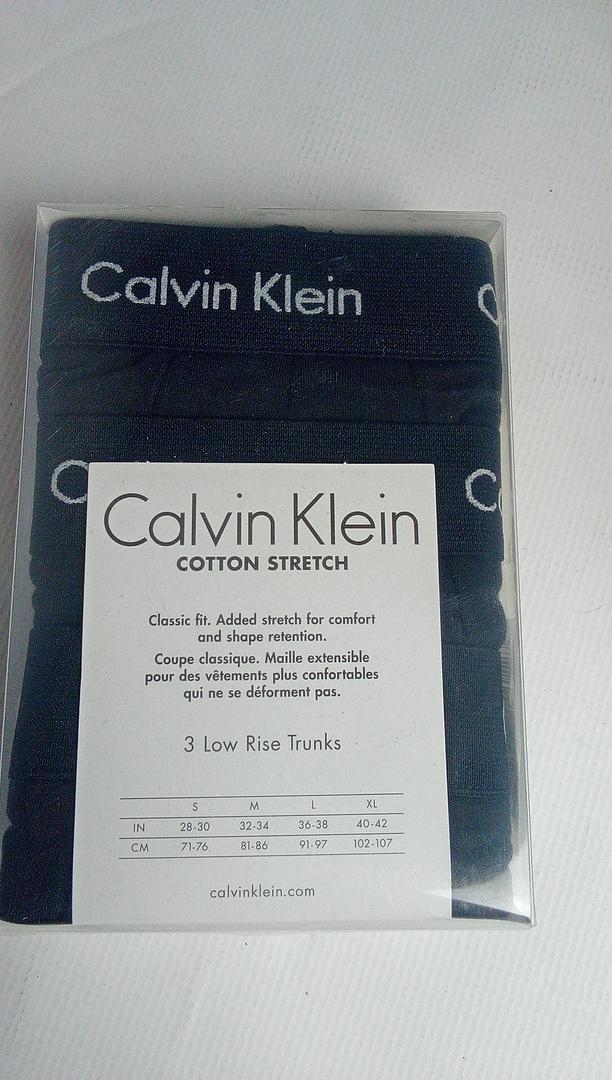 Calvin Klein C
C C
Calvin Klein
COTTON STRETCH
Classic fit. Added stretch for comfort
and shape retention.
Coupe classique. Maille extensible
pour des vêtements plus confortables
qui ne se déforment pas.
3 Low Rise Trunks
S M L XL
IN 28-30 32-34 36-38 40-42
CM 71-76 81-86 91-97 102-107
calvinklein.com